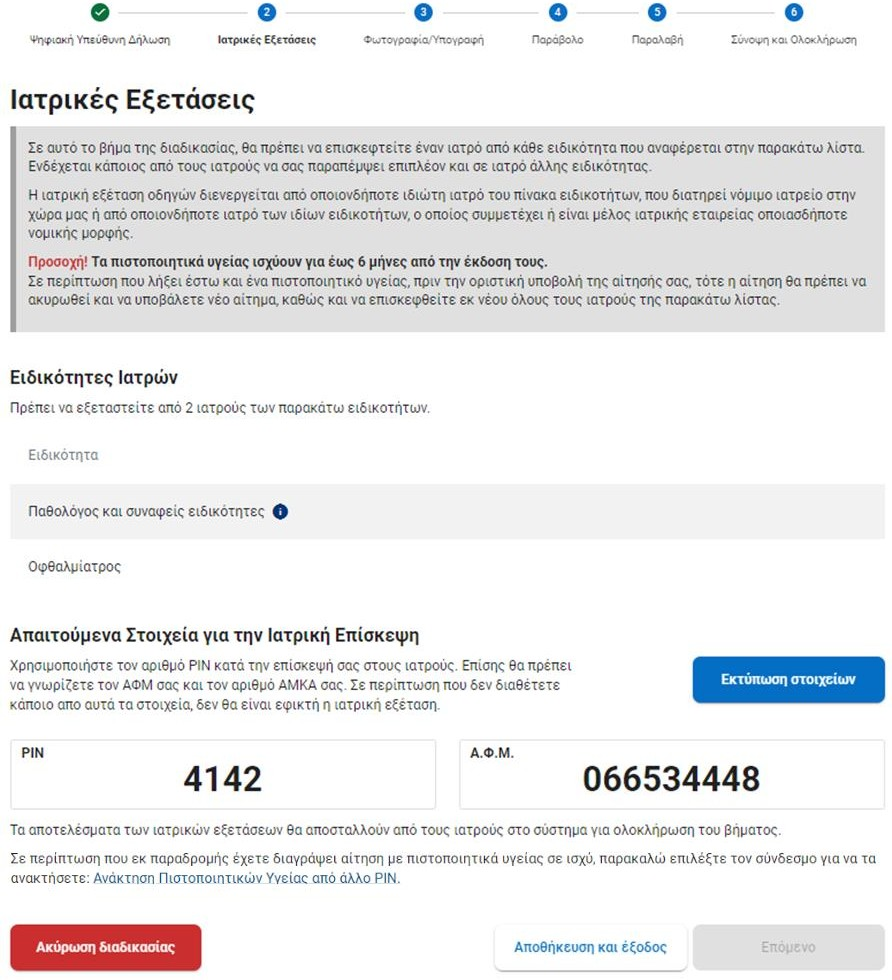 2 3 4 5 6
Ψηφιακή Υπεύθυνη Δήλωση Ιατρικές Εξετάσεις Φωτογραφία/Υπογραφή Παράβολο Παραλαβή Σύνοψη και Ολοκλήρωση
Ιατρικές Εξετάσεις
Σε αυτό το βήμα της διαδικασίας, θα πρέπει να επισκεφτείτε έναν ιατρό από κάθε ειδικότητα που αναφέρεται στην παρακάτω λίστα.
Ενδέχεται κάποιος από τους ιατρούς να σας παραπέμψει επιπλέον και σε ιατρό άλλης ειδικότητας.
Η ιατρική εξέταση οδηγών διενεργείται από οποιονδήποτε ιδιώτη ιατρό του πίνακα ειδικοτήτων, που διατηρεί νόμιμο ιατρείο στην
χώρα μας ή από οποιονδήποτε ιατρό των ιδίων ειδικοτήτων, ο οποίος συμμετέχει ή είναι μέλος ιατρικής εταιρείας οποιασδήποτε
νομικής μορφής.
Προσοχή! Τα πιστοποιητικά υγείας ισχύουν για έως 6 μήνες από την έκδοση τους.
Σε περίπτωση που λήξει έστω και ένα πιστοποιητικό υγείας, πριν την οριστική υποβολή της αίτησής σας, τότε η αίτηση θα πρέπει να
ακυρωθεί και να υποβάλετε νέο αίτημα, καθώς και να επισκεφθείτε εκ νέου όλους τους ιατρούς της παρακάτω λίστας.
Ειδικότητες Ιατρών
Πρέπει να εξεταστείτε από 2 ιατρούς των παρακάτω ειδικοτήτων.
Ειδικότητα
Παθολόγος και συναφείς ειδικότητες i
Οφθαλμίατρος
Απαιτούμενα Στοιχεία για την Ιατρική Επίσκεψη
Χρησιμοποιήστε τον αριθμό PIN κατά την επίσκεψή σας στους ιατρούς. Επίσης θα πρέπει
να γνωρίζετε τον ΑΦΜ σας και τον αριθμό ΑΜΚΑ σας. Σε περίπτωση που δεν διαθέτετε
κάποιο απο αυτά τα στοιχεία, δεν θα είναι εφικτή η ιατρική εξέταση.
Εκτύπωση στοιχείων
PIN
4142
Α.Φ.Μ.
066534448
Τα αποτελέσματα των ιατρικών εξετάσεων θα αποσταλλούν από τους ιατρούς στο σύστημα για ολοκλήρωση του βήματος.
Σε περίπτωση που εκ παραδρομής έχετε διαγράψει αίτηση με πιστοποιητικά υγείας σε ισχύ, παρακαλώ επιλέξτε τον σύνδεσμο για να τα
ανακτήσετε: Ανάκτηση Πιστοποιητικών Υγείας από άλλο PIN.
Ακύρωση διαδικασίας Αποθήκευση και έξοδος Επόμενο